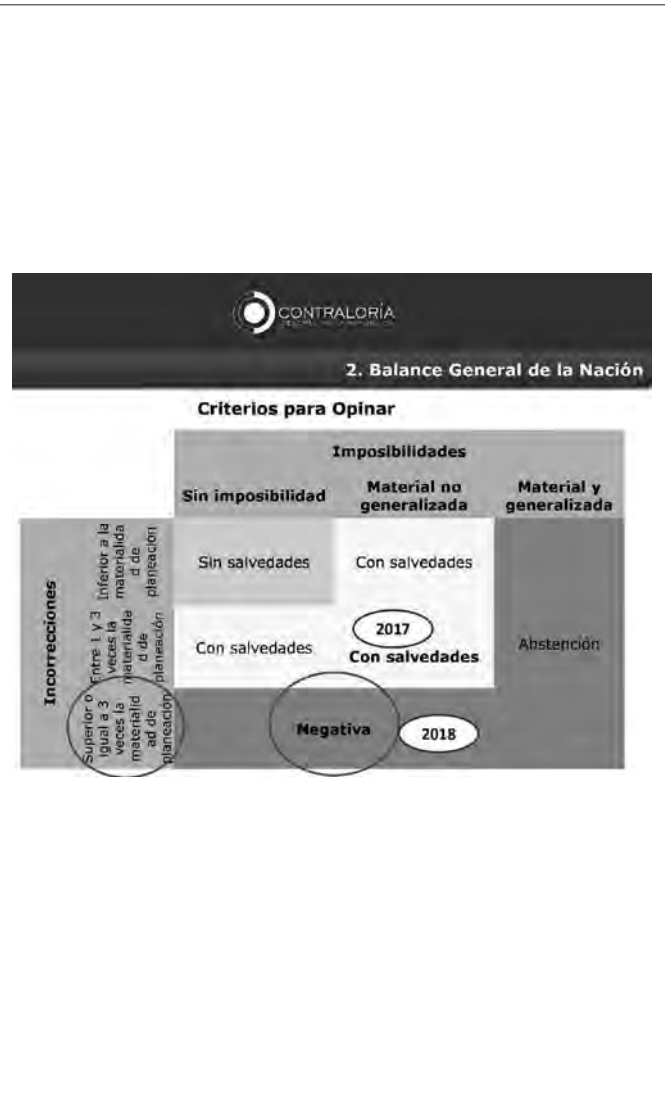 CONTRALORÍA
2. Balance General de la Nación
Criterios para Opinar
Imposibilidades
Sin imposibilidad
Material no
generalizada
Material y
generalizada
Incorrecciones
Inferior a la
materialida
d de
planeación
Sin salvedades
Con salvedades
Entre 1 y 3
veces la
materialida
d de
planeación
Con salvedades
2017
Con salvedades
Abstención
Superior o
igual a 3
veces la
materialid
ad de
planeación
Negativa
2018